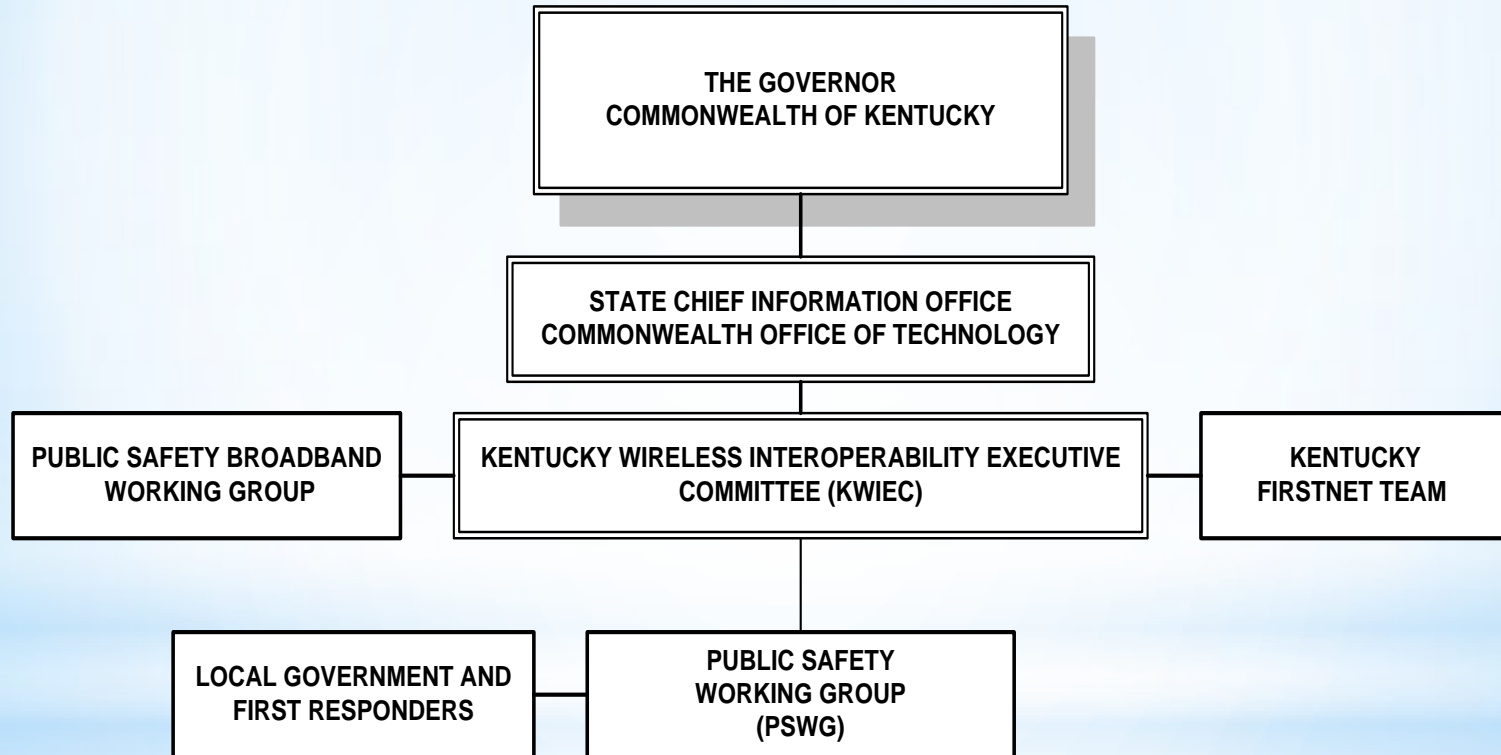 THE GOVERNOR
COMMONWEALTH OF KENTUCKY
STATE CHIEF INFORMATION OFFICE
COMMONWEALTH OFFICE OF TECHNOLOGY
PUBLIC SAFETY BROADBAND
WORKING GROUP
KENTUCKY WIRELESS INTEROPERABILITY EXECUTIVE
COMMITTEE (KWIEC)
KENTUCKY
FIRSTNET TEAM
LOCAL GOVERNMENT AND
FIRST RESPONDERS
PUBLIC SAFETY
WORKING GROUP
(PSWG)